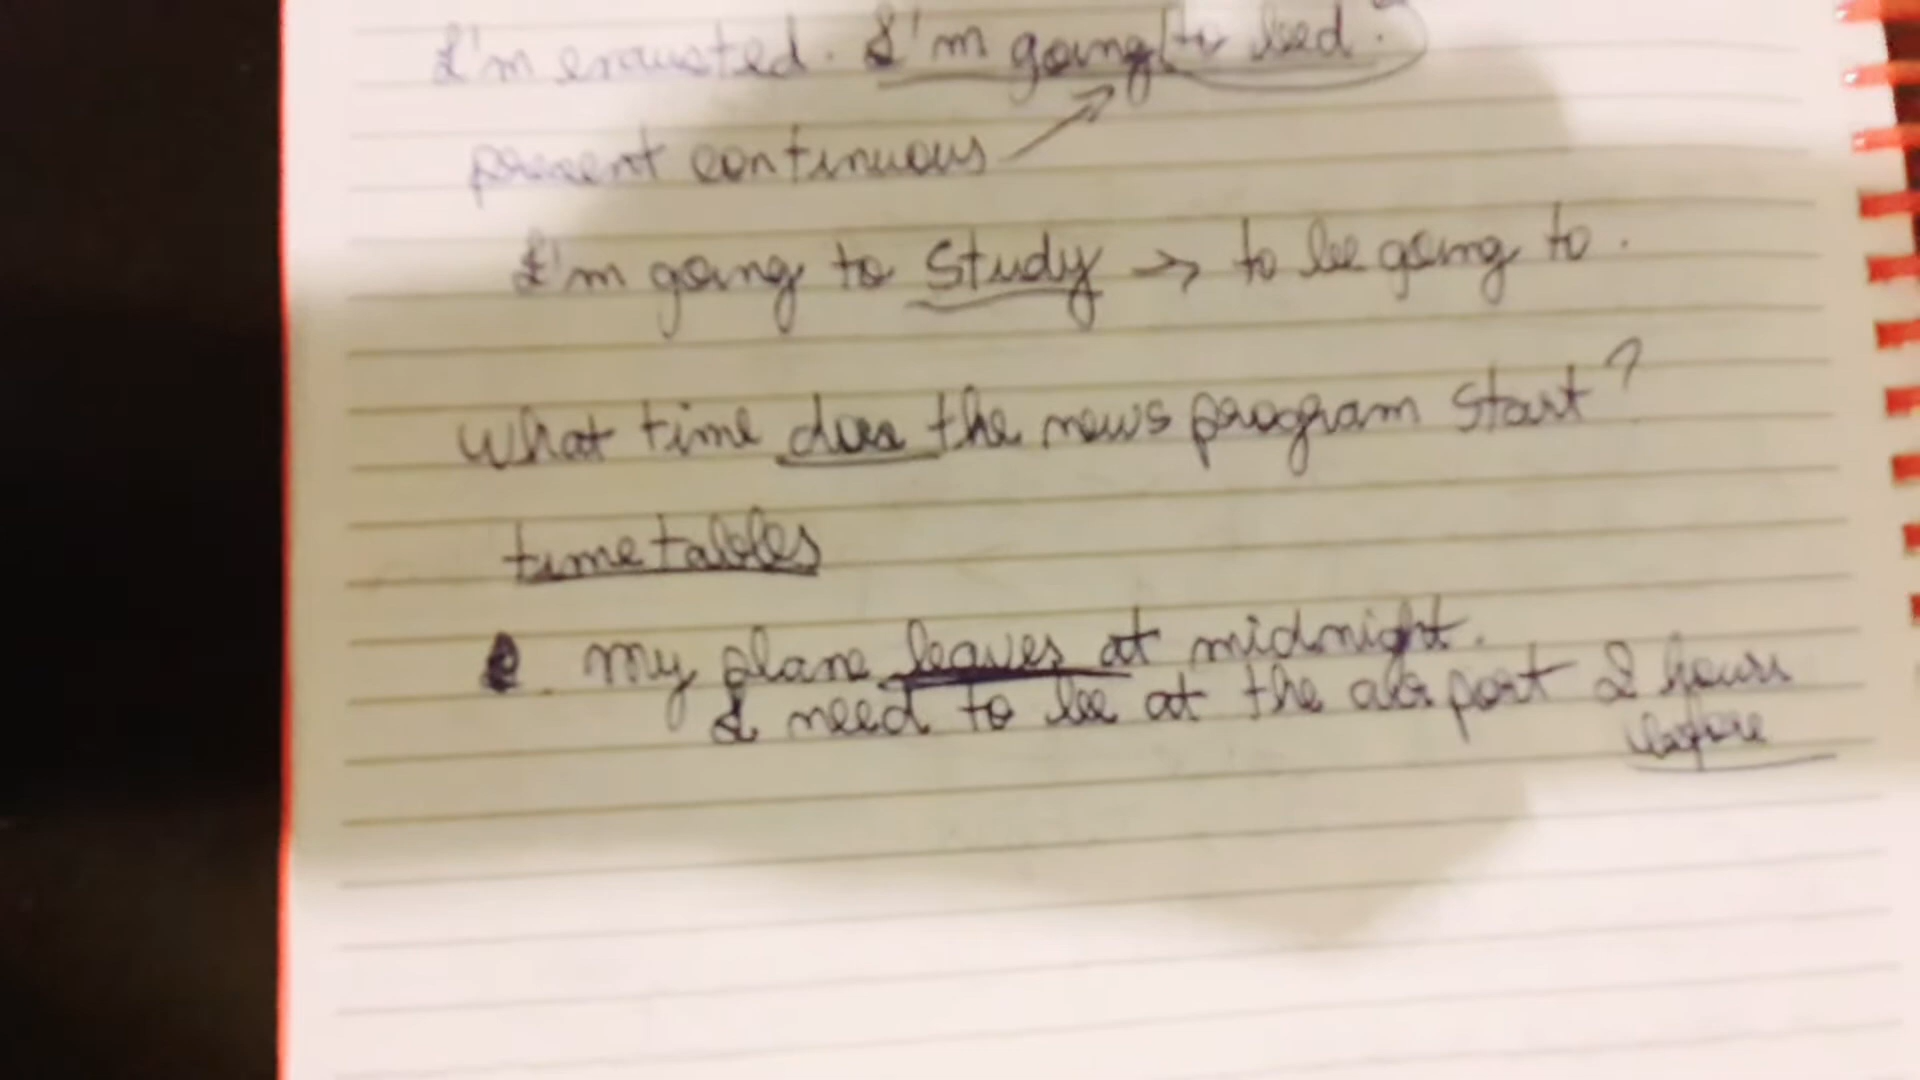 I'm exausted. I'm going to bed.
present continuous
I'm going to study → to be going to.
What time does the news program start?
timetables
my plane leaves at midnight.
I need to be at the airport 2 hours
before